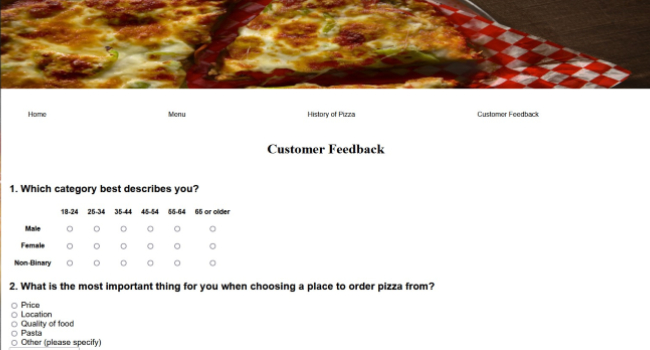 Home Menu History of Pizza Customer Feedback
Customer Feedback
1. Which category best describes you?
18-24 25-34 35-44 45-54 55-64 65 or older
Male
Female
Non-Binary
2. What is the most important thing for you when choosing a place to order pizza from?
Price
Location
Quality of food
Pasta
Other (please specify)